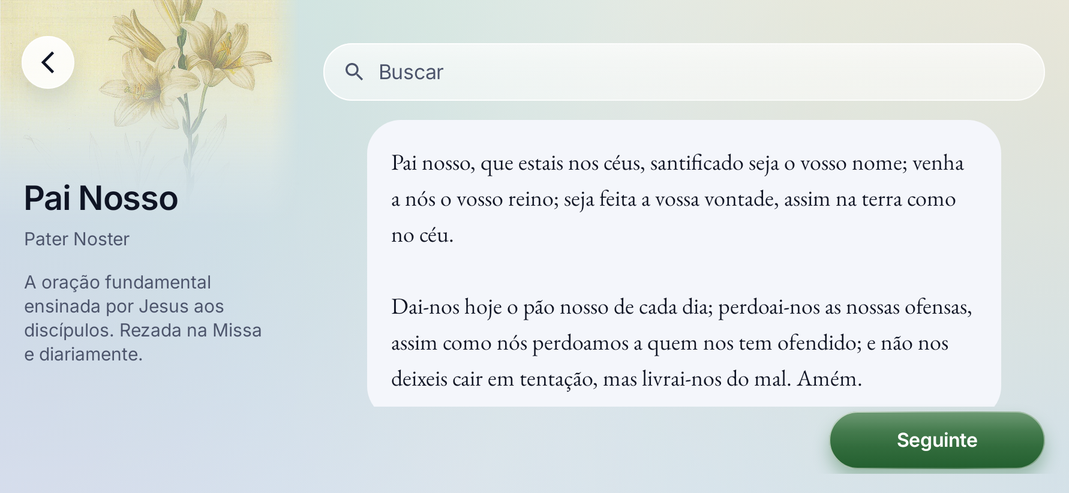 Pai Nosso
Pater Noster
A oração fundamental
ensinada por Jesus aos
discípulos. Rezada na Missa
e diariamente.
Buscar
Pai nosso, que estais nos céus, santificado seja o vosso nome; venha
a nós o vosso reino; seja feita a vossa vontade, assim na terra como
no céu.
Dai-nos hoje o pão nosso de cada dia; perdoai-nos as nossas ofensas,
assim como nós perdoamos a quem nos tem ofendido; e não nos
deixeis cair em tentação, mas livrai-nos do mal. Amém.
Seguinte